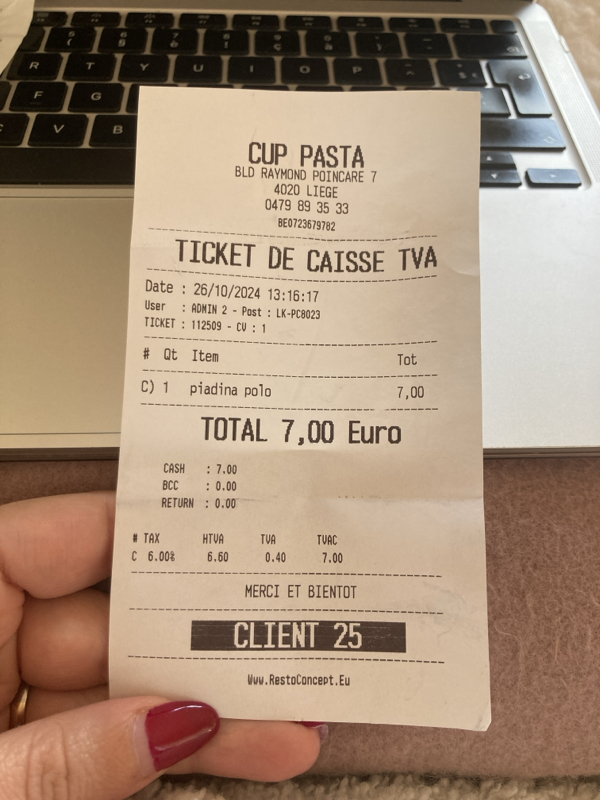 R T Y U I O P
F G
C V B
CUP PASTA
BLD RAYMOND POINCARE 7
4020 LIEGE
0479 89 35 33
BE0723679782
TICKET DE CAISSE TVA
Date : 26/10/2024 13:16:17
User : ADMIN 2 - Post : LK-PC8023
TICKET : 112509 - CV : 1
# Qt Item Tot
C) 1 piadina polo 7,00
TOTAL 7,00 Euro
CASH : 7.00
BCC : 0.00
RETURN : 0.00
# TAX HTVA TVA TVAC
C 6.00% 6.60 0.40 7.00
MERCI ET BIENTOT
CLIENT 25
Www.RestoConcept.Eu